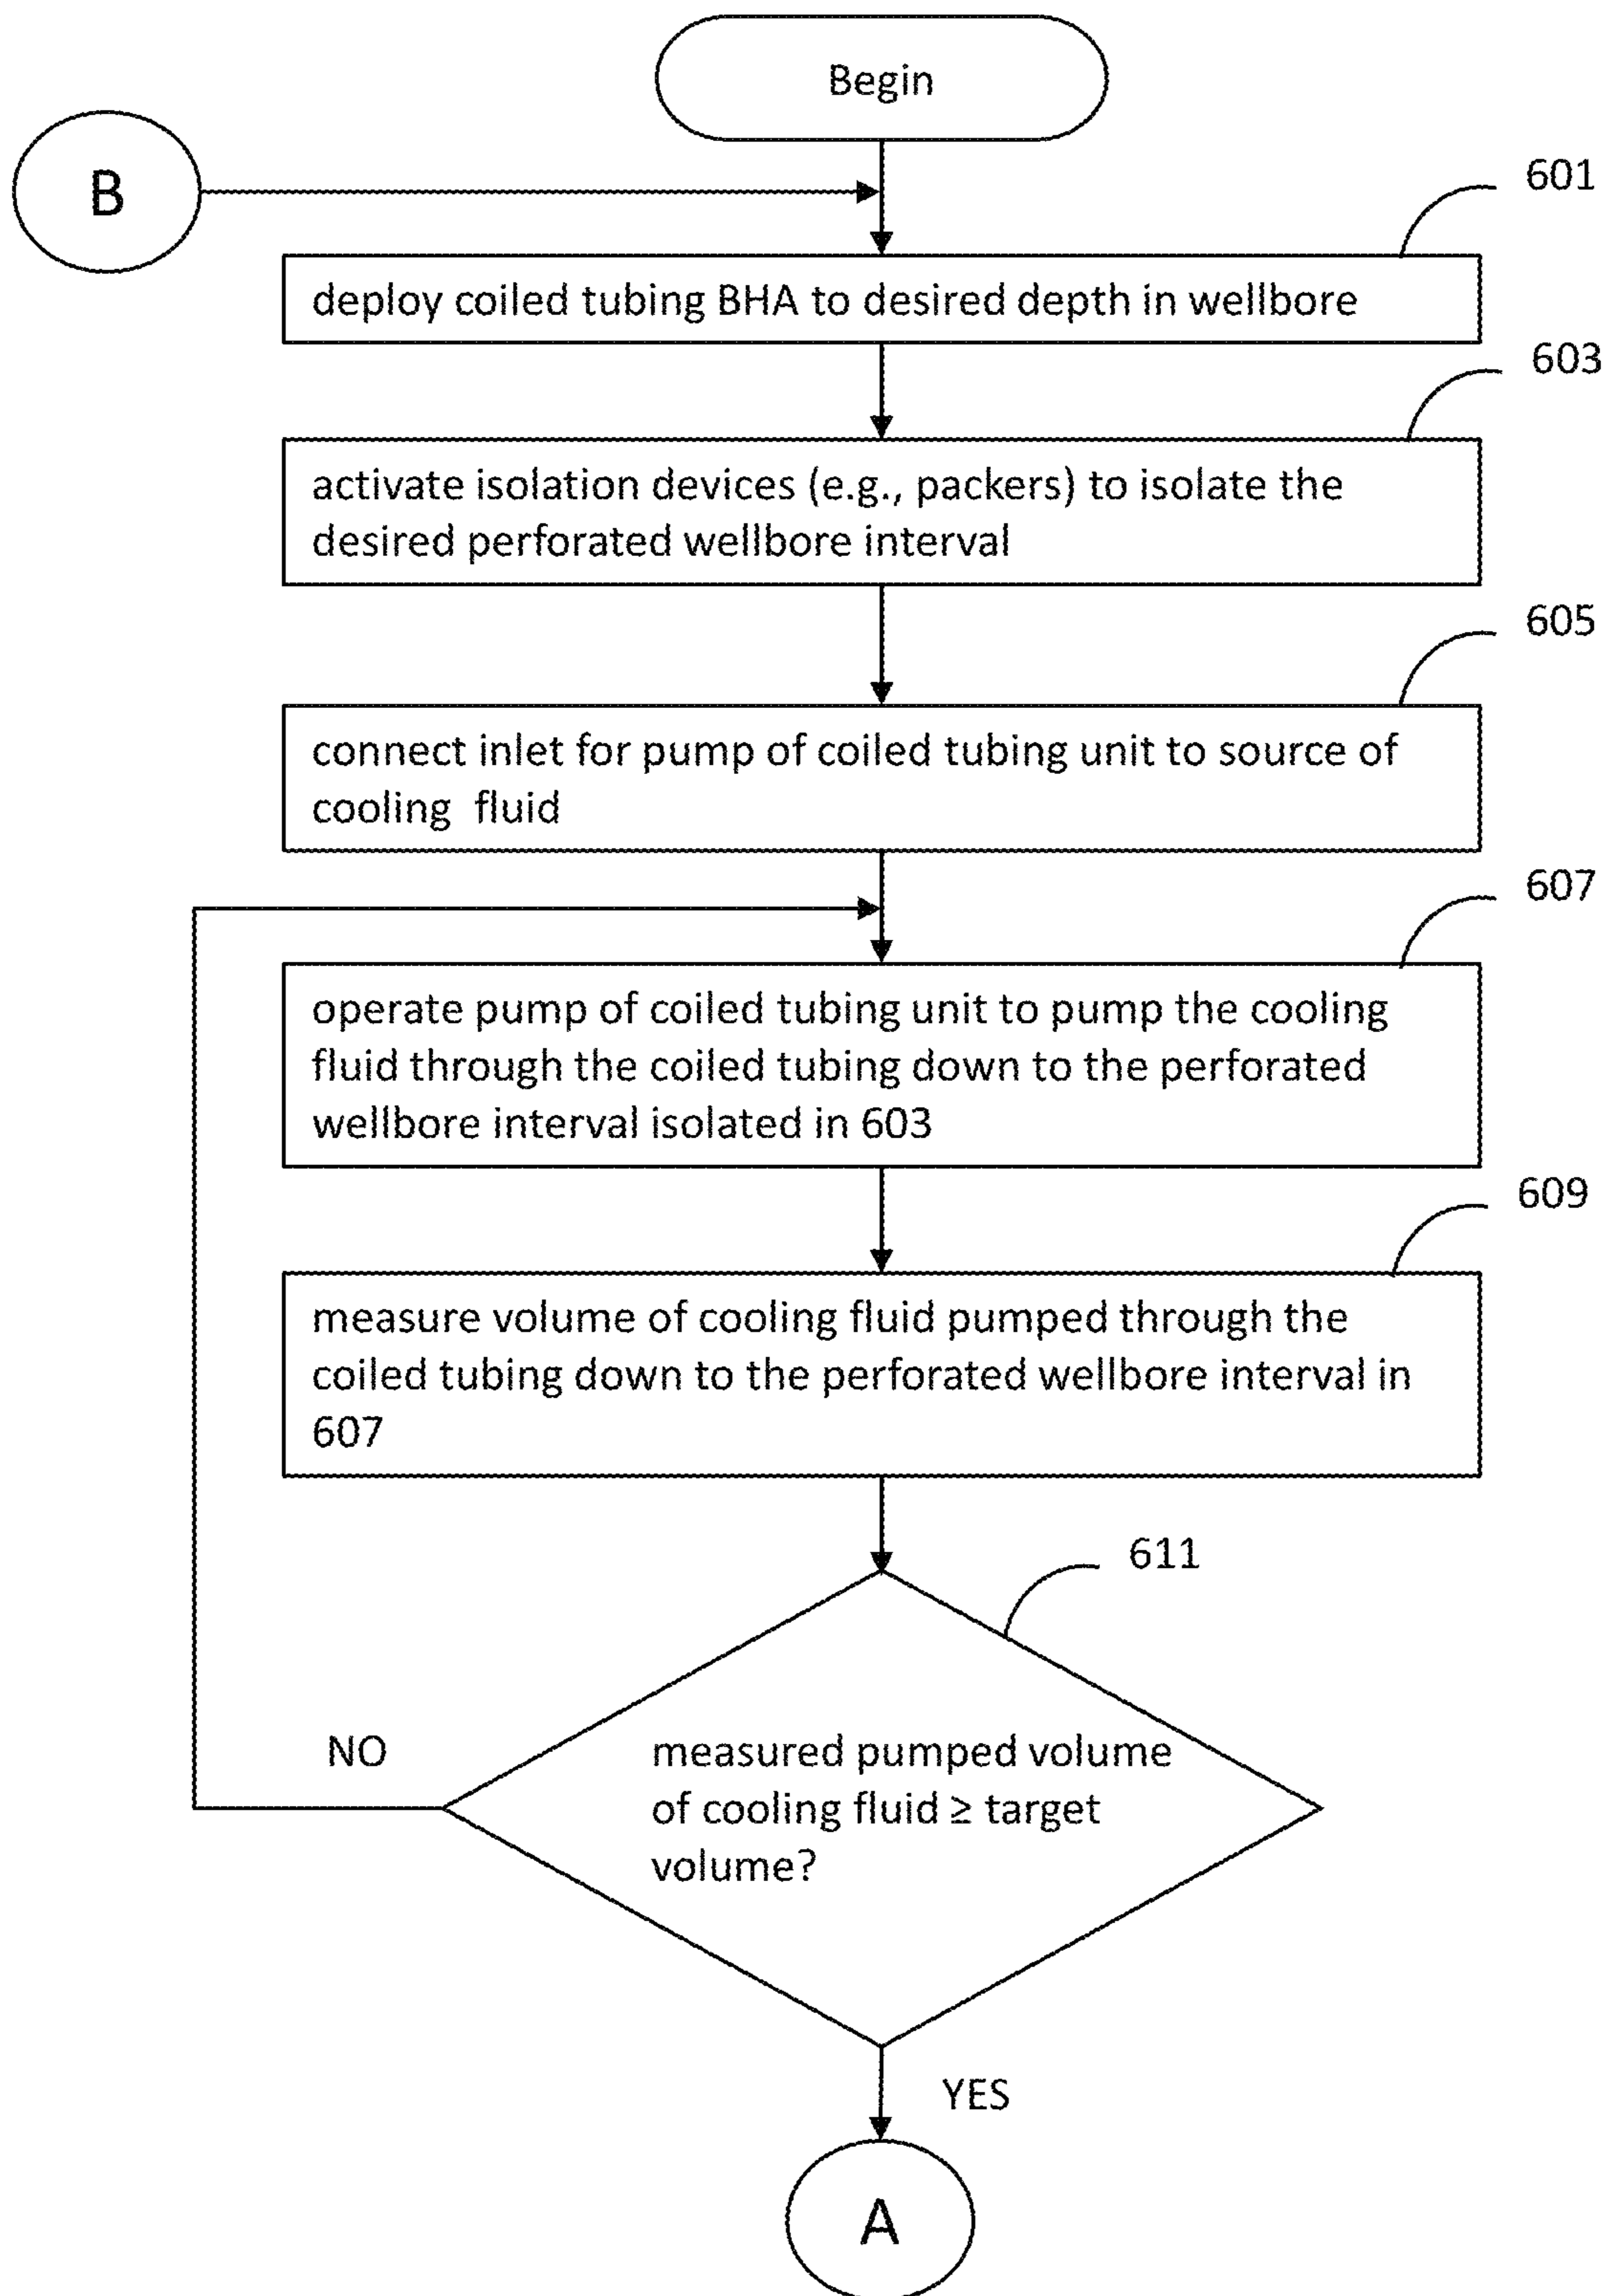 Begin
B
601
deploy coiled tubing BHA to desired depth in wellbore
603
activate isolation devices (e.g., packers) to isolate the
desired perforated wellbore interval
605
connect inlet for pump of coiled tubing unit to source of
cooling fluid
607
operate pump of coiled tubing unit to pump the cooling
fluid through the coiled tubing down to the perforated
wellbore interval isolated in 603
609
measure volume of cooling fluid pumped through the
coiled tubing down to the perforated wellbore interval in
607
611
NO
measured pumped volume
of cooling fluid ≥ target
volume?
YES
A